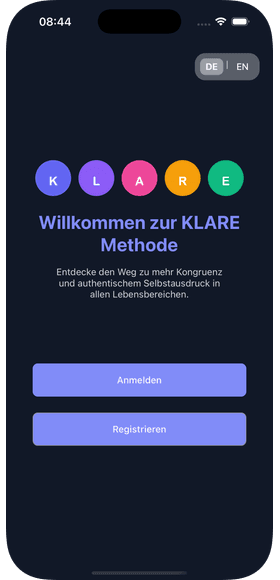 08:44
DE | EN
K L A R E
Willkommen zur KLARE
Methode
Entdecke den Weg zu mehr Kongruenz
und authentischem Selbstausdruck in
allen Lebensbereichen.
Anmelden
Registrieren